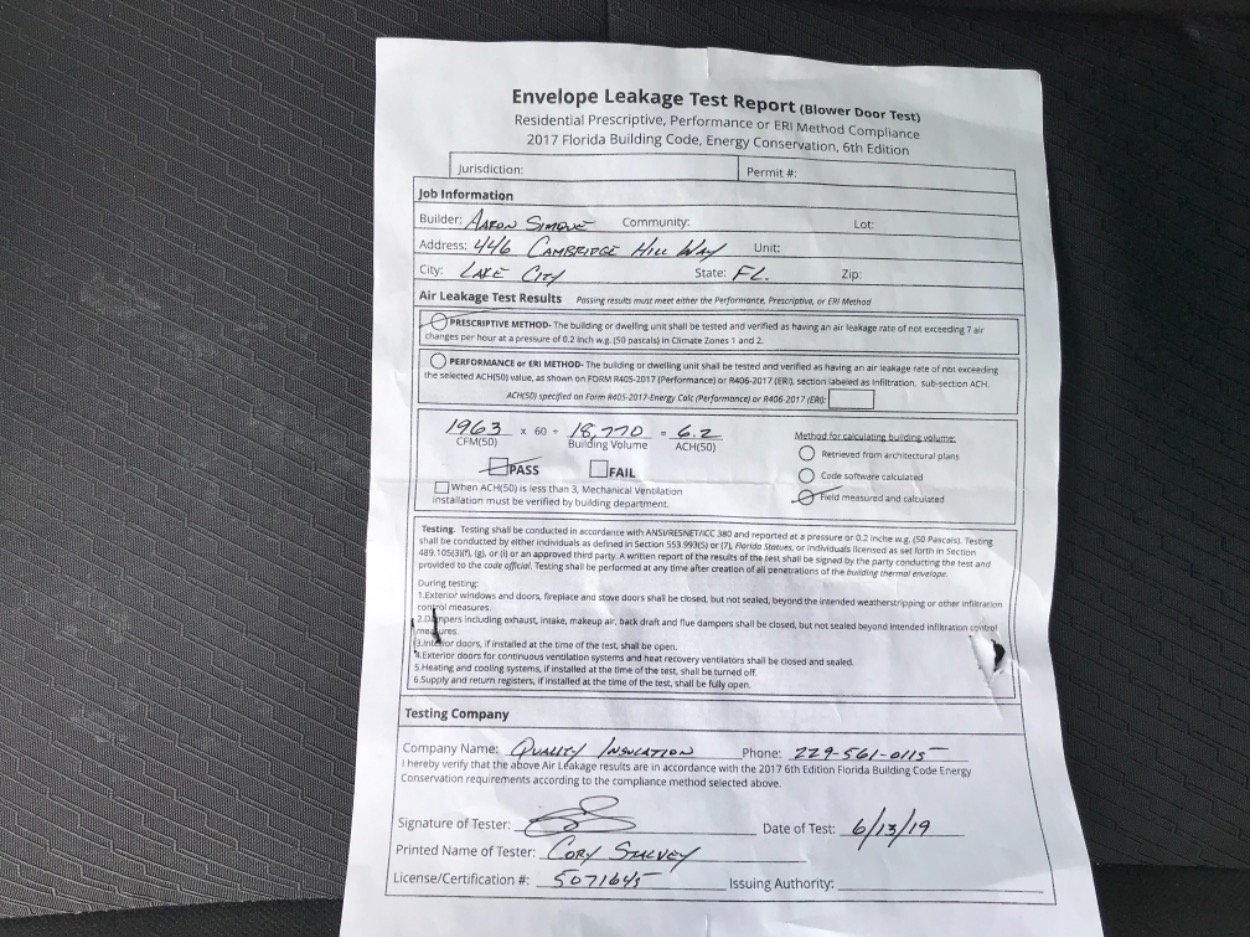 Envelope Leakage Test Report (Blower Door Test)
Residential Prescriptive, Performance or ERI Method Compliance
2017 Florida Building Code, Energy Conservation, 6th Edition
Jurisdiction: Permit #:
Job Information
Builder: AARON SIMQUE Community: Lot:
Address: 446 CAMBRIDGE HILL WAY Unit:
City: LAKE CITY State: FL. Zip:
Air Leakage Test Results Passing results must meet either the Performance, Prescriptive, or ERI Method
PRESCRIPTIVE METHOD- The building or dwelling unit shall be tested and verified as having an air leakage rate of not exceeding 7 air
changes per hour at a pressure of 0.2 inch w.g. (50 pascals) in Climate Zones 1 and 2.
PERFORMANCE or ERI METHOD- The building or dwelling unit shall be tested and verified as having an air leakage rate of not exceeding
the selected ACH(50) value, as shown on FORM R405-2017 (Performance) or R406-2017 (ERI), section labeled as infiltration, sub-section ACH.
ACH(50) specified on Form R405-2017-Energy Calc (Performance) or R406-2017 (ERI):
1963 x 60 ÷ 18,770 = 6.2
CFM(50) Building Volume ACH(50)
Method for calculating building volume:
Retrieved from architectural plans
Code software calculated
Field measured and calculated
PASS FAIL
When ACH(50) is less than 3, Mechanical Ventilation
installation must be verified by building department.
Testing. Testing shall be conducted in accordance with ANSI/RESNET/ICC 380 and reported at a pressure or 0.2 inche w.g. (50 Pascals). Testing
shall be conducted by either individuals as defined in Section 553.993(5) or (7), Florida Statues, or individuals licensed as set forth in Section
489.105(3)(f), (g), or (i) or an approved third party. A written report of the results of the test shall be signed by the party conducting the test and
provided to the code official. Testing shall be performed at any time after creation of all penetrations of the building thermal envelope.
During testing:
1.Exterior windows and doors, fireplace and stove doors shall be closed, but not sealed, beyond the intended weatherstripping or other infiltration
control measures.
2.Dampers including exhaust, intake, makeup air, back draft and flue dampers shall be closed, but not sealed beyond intended infiltration control
measures.
3.Interior doors, if installed at the time of the test, shall be open.
4.Exterior doors for continuous ventilation systems and heat recovery ventilators shall be closed and sealed.
5.Heating and cooling systems, if installed at the time of the test, shall be turned off.
6.Supply and return registers, if installed at the time of the test, shall be fully open.
Testing Company
Company Name: QUALITY INSULATION Phone: 229-561-0115
I hereby verify that the above Air Leakage results are in accordance with the 2017 6th Edition Florida Building Code Energy
Conservation requirements according to the compliance method selected above.
Signature of Tester: Date of Test: 6/13/19
Printed Name of Tester: CORY STALVEY
License/Certification #: 5071645 Issuing Authority: